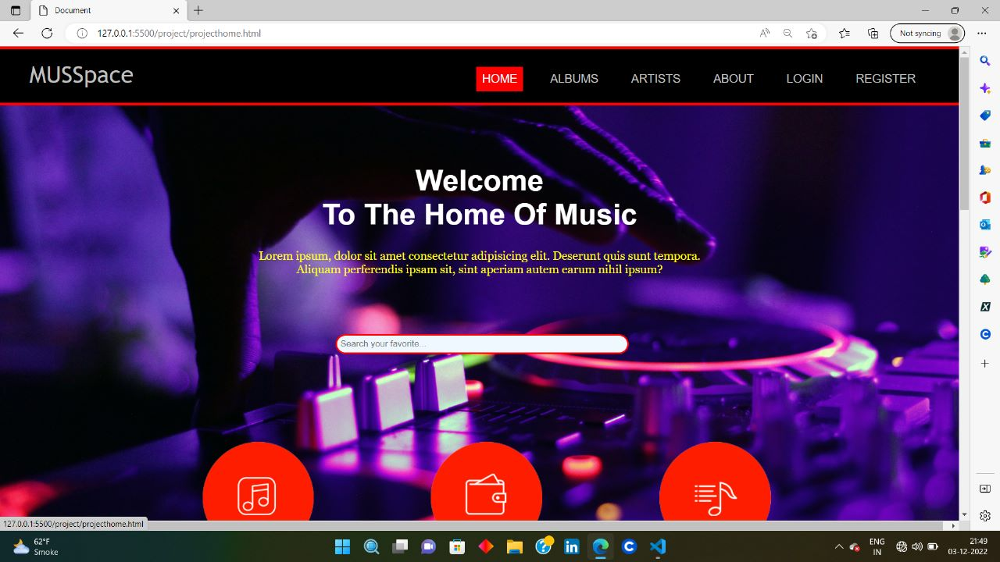 Document
127.0.0.1:5500/project/projecthome.html
Not syncing
MUSSpace
HOME ALBUMS ARTISTS ABOUT LOGIN REGISTER
Welcome
To The Home Of Music
Lorem ipsum, dolor sit amet consectetur adipisicing elit. Deserunt quis sunt tempora.
Aliquam perferendis ipsam sit, sint aperiam autem earum nihil ipsum?
Search your favorite...
127.0.0.1:5500/project/projecthome.html
62°F
Smoke
ENG
IN
21:49
03-12-2022